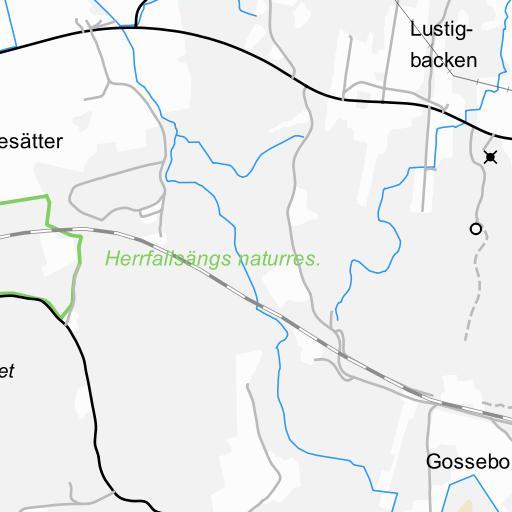 Lustig-
backen
esätter
Herrfallsängs naturres.
et
Gossebo